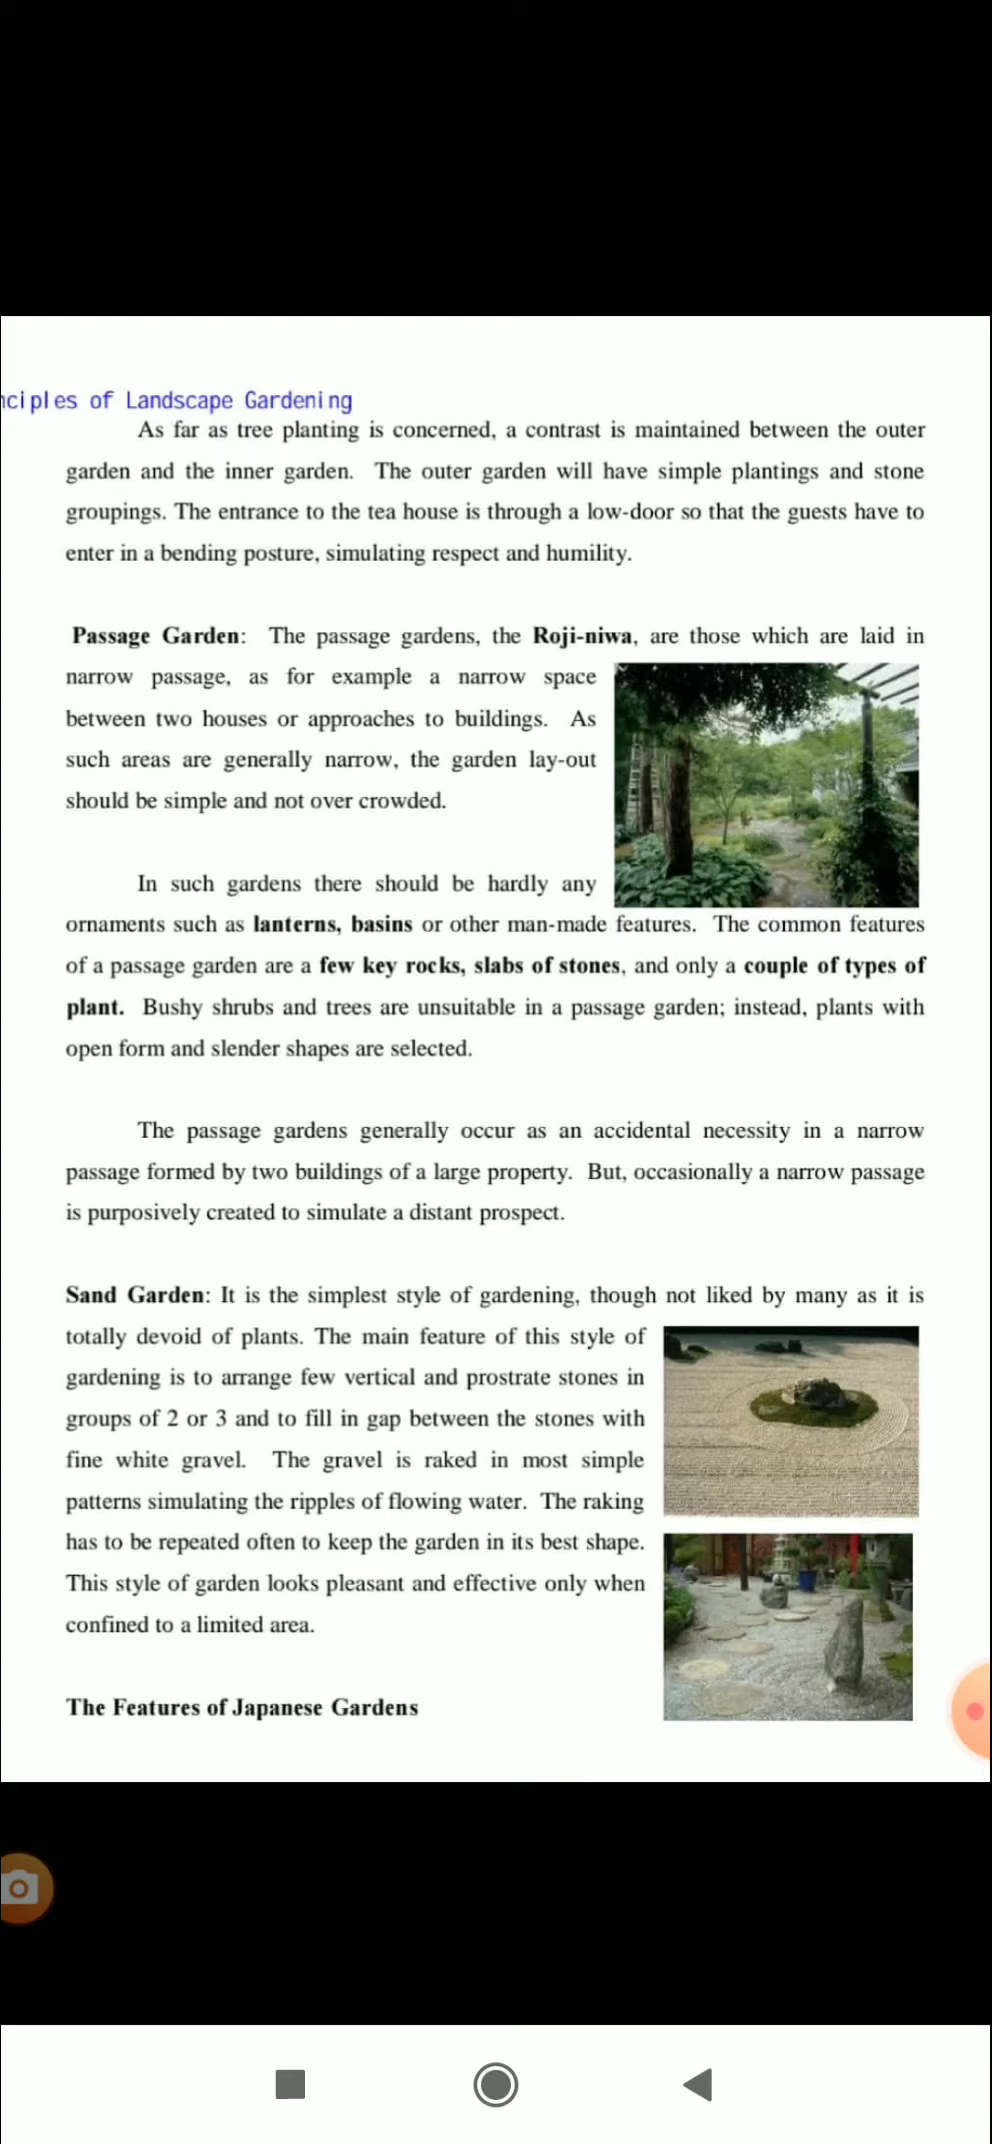 nciples of Landscape Gardening
As far as tree planting is concerned, a contrast is maintained between the outer
garden and the inner garden. The outer garden will have simple plantings and stone
groupings. The entrance to the tea house is through a low-door so that the guests have to
enter in a bending posture, simulating respect and humility.
Passage Garden: The passage gardens, the Roji-niwa, are those which are laid in
narrow passage, as for example a narrow space
between two houses or approaches to buildings. As
such areas are generally narrow, the garden lay-out
should be simple and not over crowded.
In such gardens there should be hardly any
ornaments such as lanterns, basins or other man-made features. The common features
of a passage garden are a few key rocks, slabs of stones, and only a couple of types of
plant. Bushy shrubs and trees are unsuitable in a passage garden; instead, plants with
open form and slender shapes are selected.
The passage gardens generally occur as an accidental necessity in a narrow
passage formed by two buildings of a large property. But, occasionally a narrow passage
is purposively created to simulate a distant prospect.
Sand Garden: It is the simplest style of gardening, though not liked by many as it is
totally devoid of plants. The main feature of this style of
gardening is to arrange few vertical and prostrate stones in
groups of 2 or 3 and to fill in gap between the stones with
fine white gravel. The gravel is raked in most simple
patterns simulating the ripples of flowing water. The raking
has to be repeated often to keep the garden in its best shape.
This style of garden looks pleasant and effective only when
confined to a limited area.
The Features of Japanese Gardens